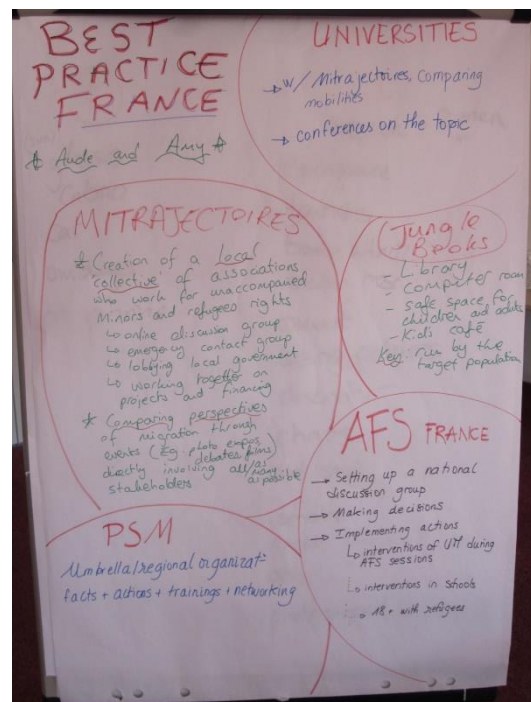 BEST
PRACTICE
FRANCE
* Aude and Amy *
UNIVERSITIES
→ w/ Mitrajectoires, comparing
mobilities
→ conferences on the topic
MITRAJECTOIRES
* Creation of a local
'collective' of associations
who work for unaccompanied
Minors and refugees rights
↳ online discussion group
↳ emergency contact group
↳ lobbying local government
↳ working together on
projects and financing
* Comparing perspectives
of migration through
events (Eg photo expos,
debates, films)
directly involving all/as
many
as possible
stakeholders
Jungle
Books
- Library
- Computer room
- Safe space for
children and adults
- Kids café
Key: run by the
target population
AFS FRANCE
→ Setting up a national
discussion group
→ Making decisions
→ Implementing actions
↳ interventions of UM during
AFS sessions
↳ interventions in schools
↳ 18+ with refugees
PSM
Umbrella/regional organizat°
facts + actions + trainings + networking